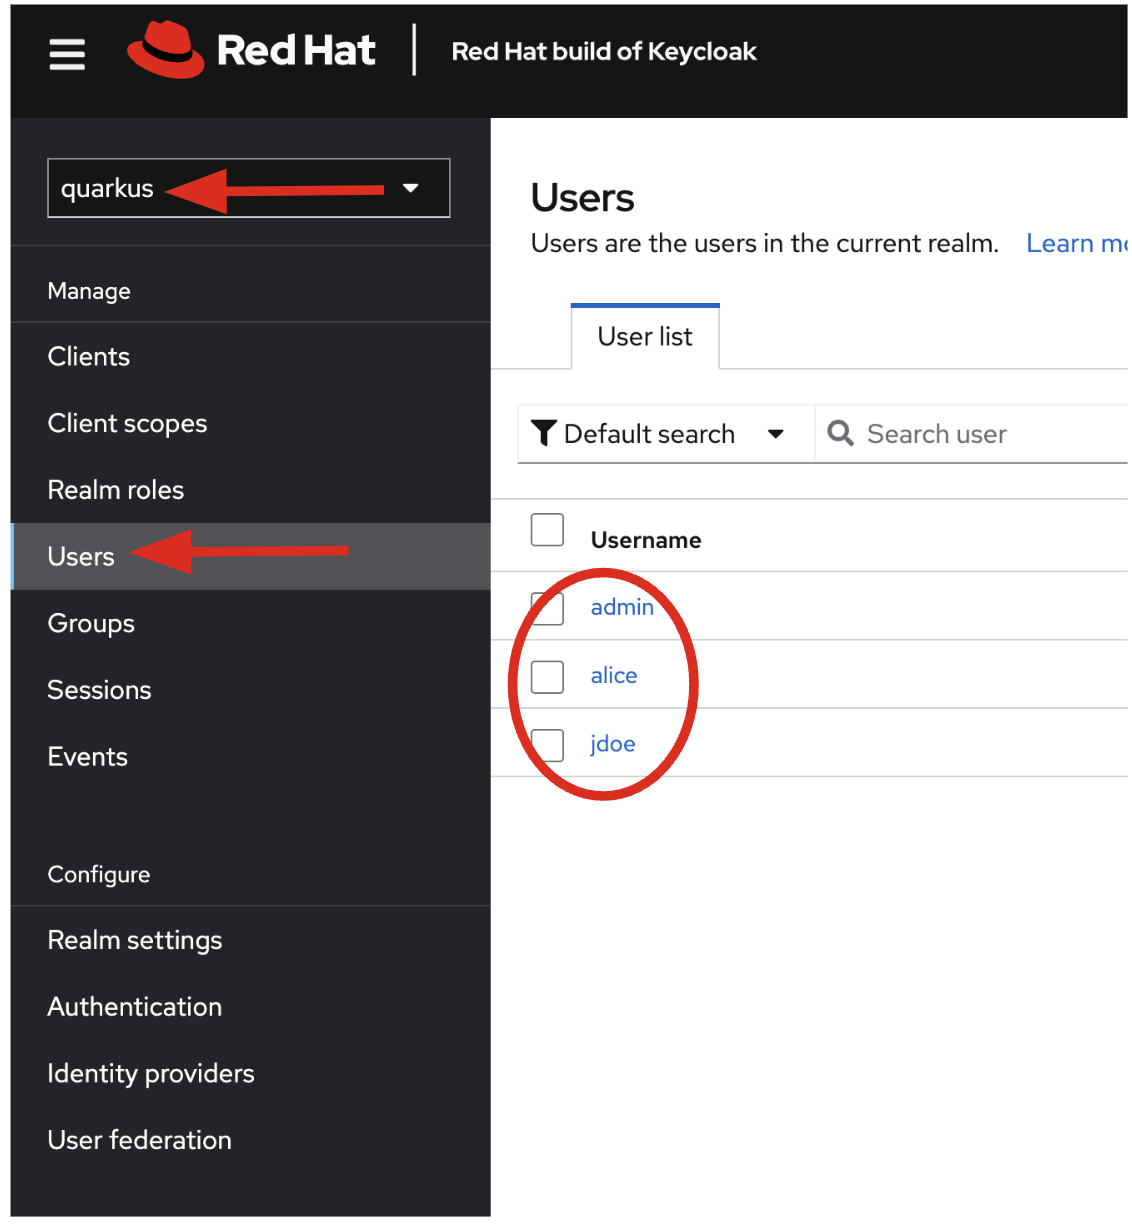 Red Hat
Red Hat build of Keycloak
quarkus
Manage
Clients
Client scopes
Realm roles
Users
Groups
Sessions
Events
Configure
Realm settings
Authentication
Identity providers
User federation
Users
Users are the users in the current realm. Learn
User list
Default search
Search user
Username
admin
alice
jdoe